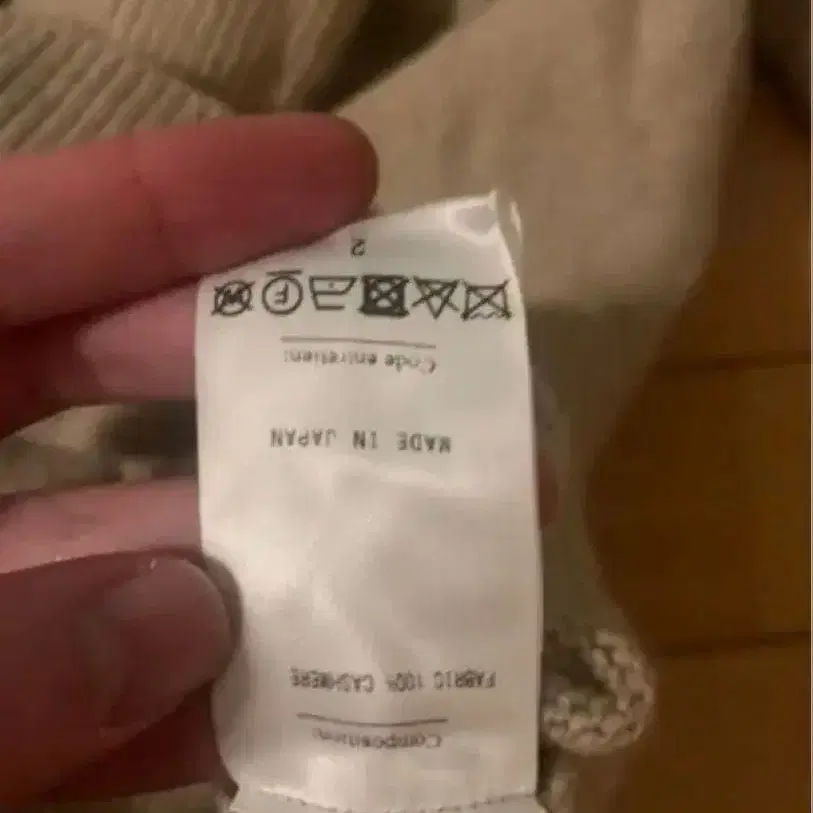 Composition:
FABRIC 100% CASHMERE
MADE IN JAPAN
Code entretien:
F W
2